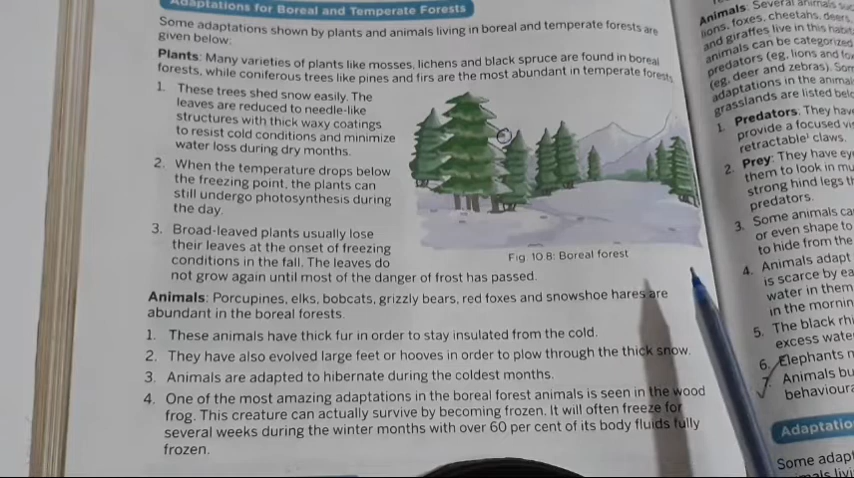 Adaptations for Boreal and Temperate Forests
Some adaptations shown by plants and animals living in boreal and temperate forests are
given below.
Plants: Many varieties of plants like mosses, lichens and black spruce are found in boreal
forests, while coniferous trees like pines and firs are the most abundant in temperate forests.
1. These trees shed snow easily. The
leaves are reduced to needle-like
structures with thick waxy coatings
to resist cold conditions and minimize
water loss during dry months.
2. When the temperature drops below
the freezing point, the plants can
still undergo photosynthesis during
the day.
3. Broad-leaved plants usually lose
their leaves at the onset of freezing
conditions in the fall. The leaves do
not grow again until most of the danger of frost has passed.
Fig. 10.8: Boreal forest
Animals: Porcupines, elks, bobcats, grizzly bears, red foxes and snowshoe hares are
abundant in the boreal forests.
1. These animals have thick fur in order to stay insulated from the cold.
2. They have also evolved large feet or hooves in order to plow through the thick snow.
3. Animals are adapted to hibernate during the coldest months.
4. One of the most amazing adaptations in the boreal forest animals is seen in the wood
frog. This creature can actually survive by becoming frozen. It will often freeze for
several weeks during the winter months with over 60 per cent of its body fluids fully
frozen.
Animals: Several animals
lions, foxes, cheetahs, deers,
and giraffes live in this
animals can be categorized
predators (eg, lions and
(eg, deer and zebras). 
adaptations in the
grasslands are listed
1. Predators: They
provide a focused
retractable¹ claws.
2. Prey: They have
them to look in
strong hind legs
predators.
3. Some animals
or even shape to
to hide from the
4. Animals adapt
is scarce by
water in them
in the
5. The black
excess
6. Elephants
7. Animals
Some